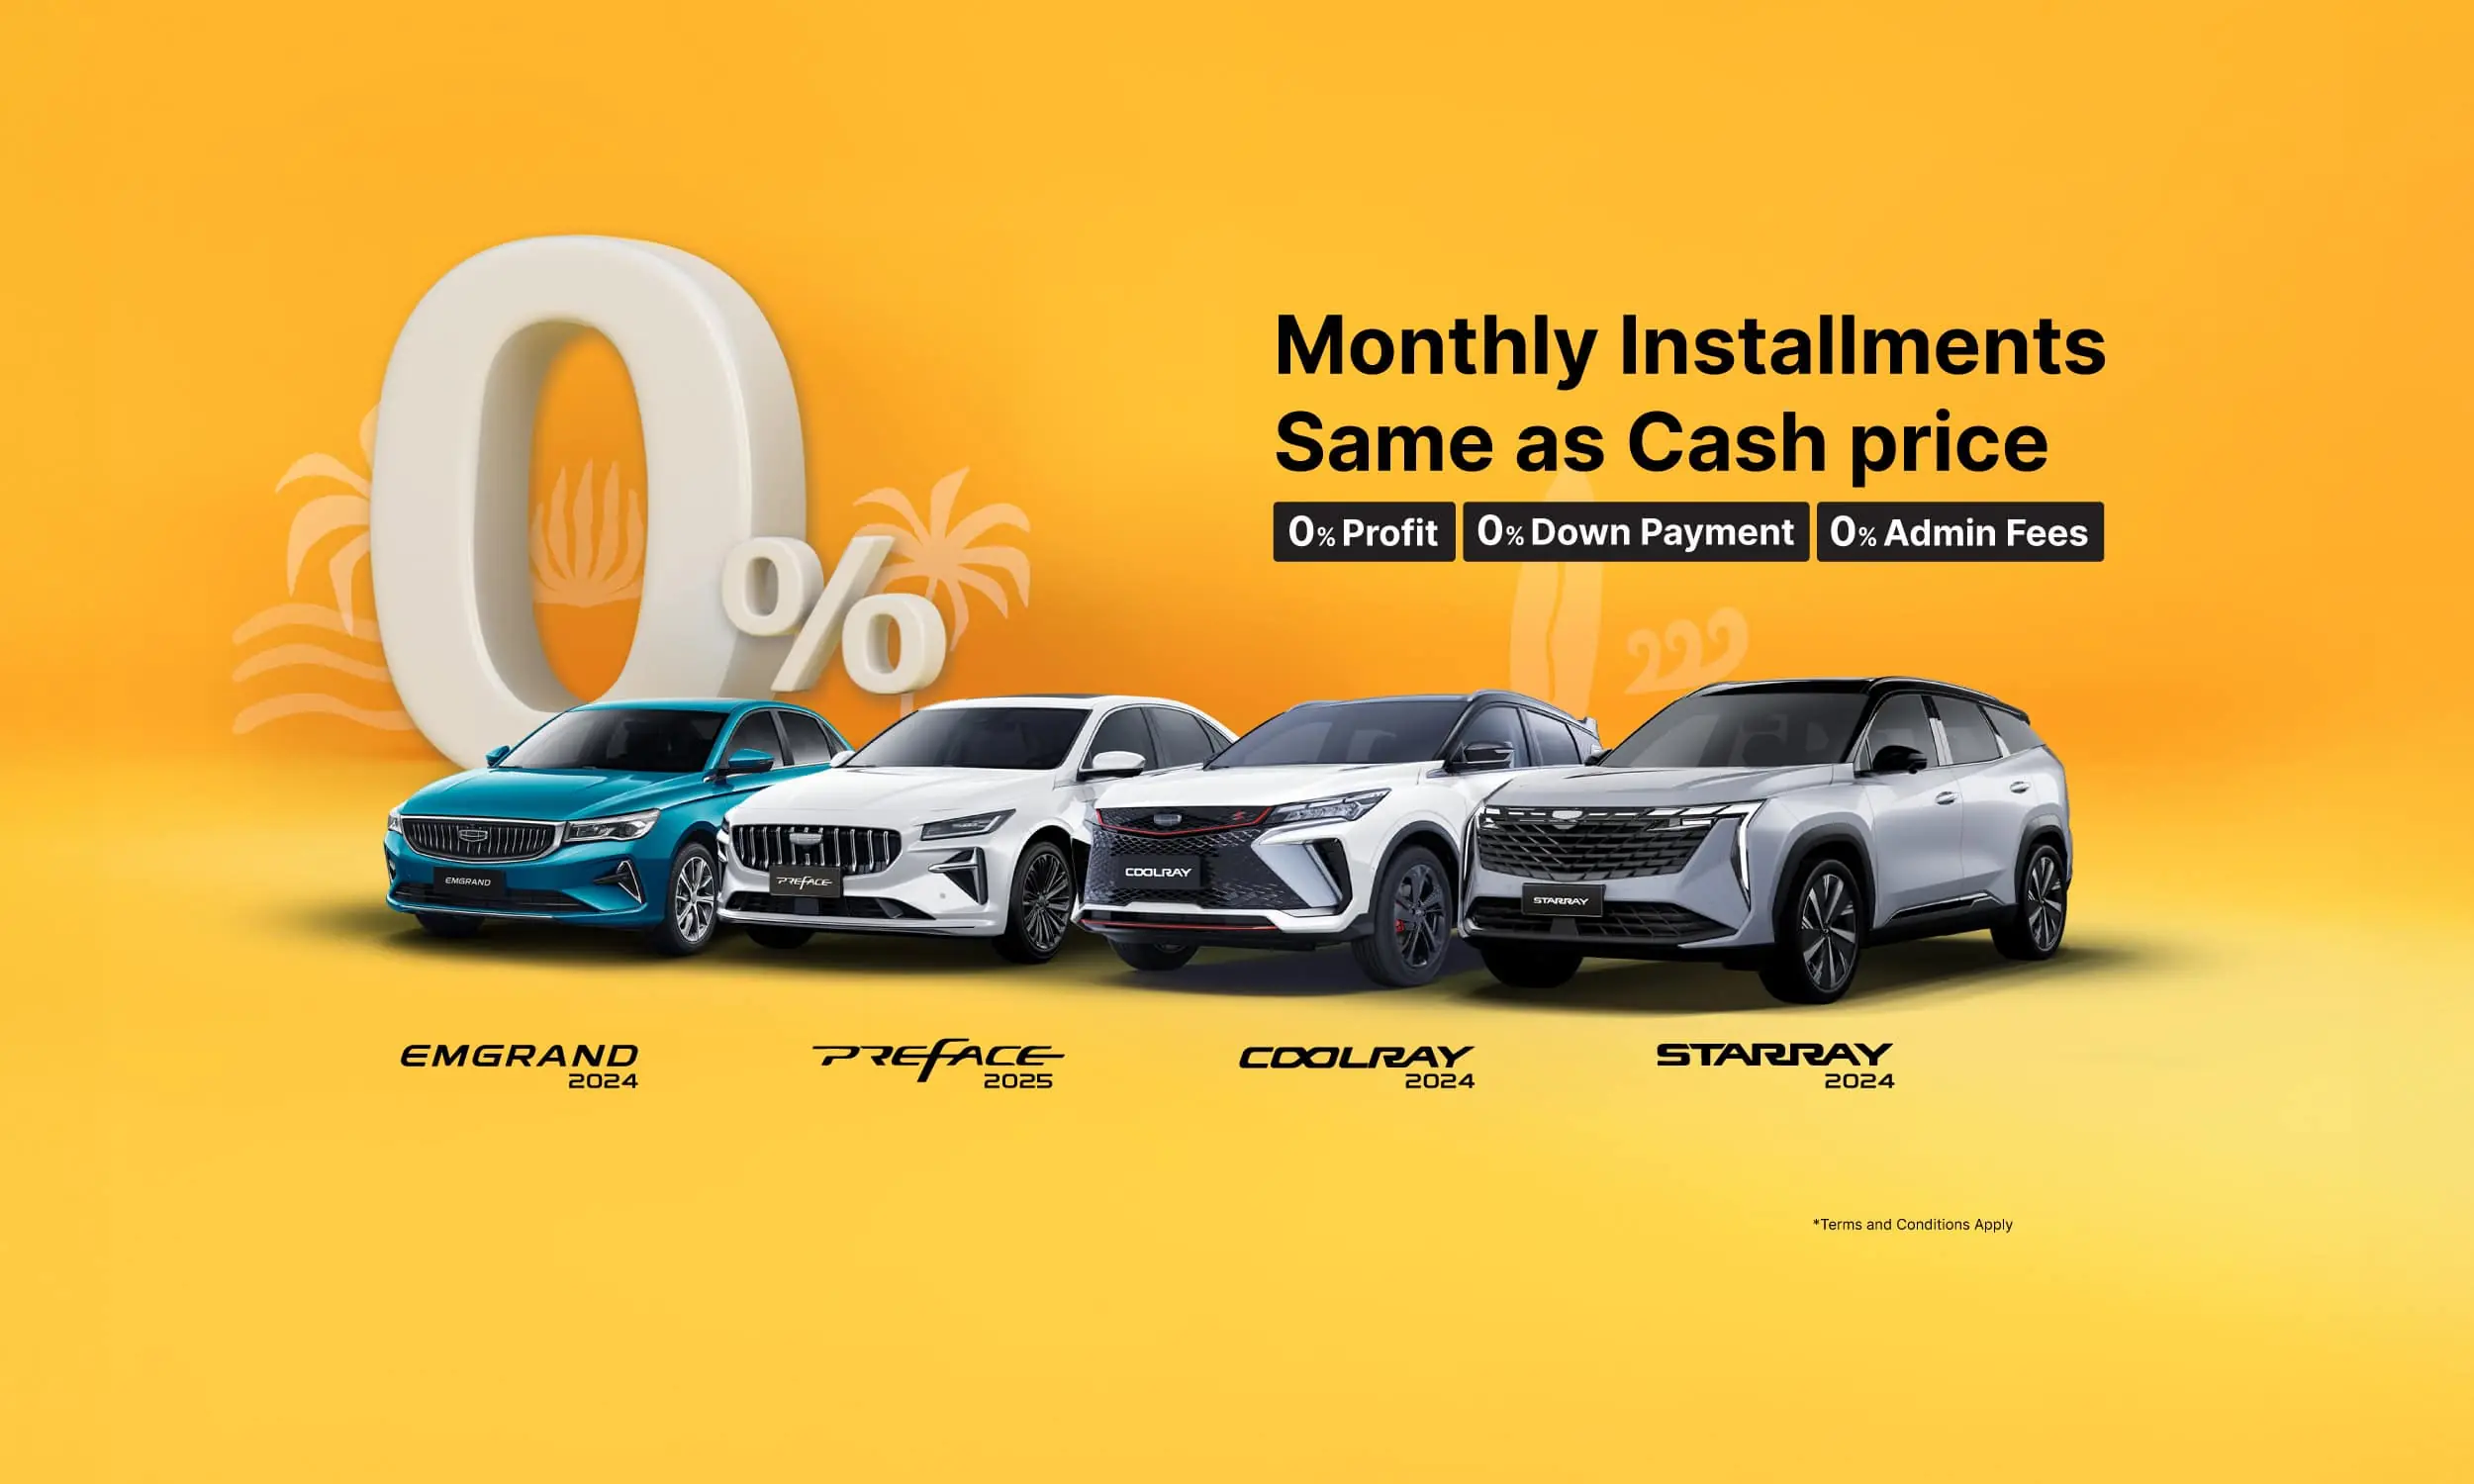 0%
Monthly Installments
Same as Cash price
0% Profit 0% Down Payment 0% Admin Fees
EMGRAND
PREFACE
COOLRAY
STARRAY
EMGRAND
2024
PREFACE
2025
COOLRAY
2024
STARRAY
2024
*Terms and Conditions Apply